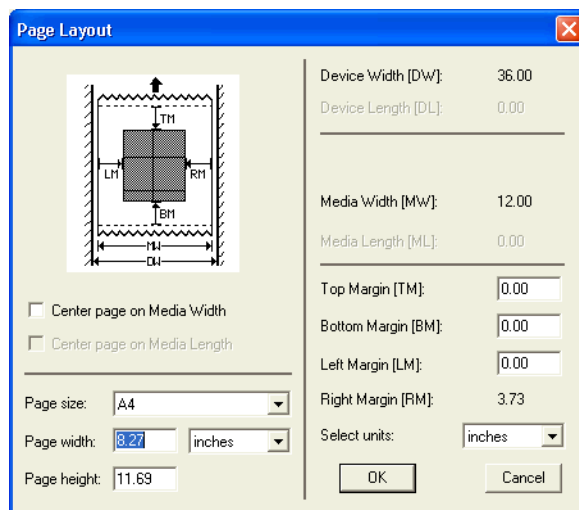 Page Layout
TM
LM
RM
BM
MW
DW
Center page on Media Width
Center page on Media Length
Page size: A4
Page width: 8.27 inches
Page height: 11.69
Device Width [DW]: 36.00
Device Length [DL]: 0.00
Media Width [MW]: 12.00
Media Length [ML]: 0.00
Top Margin [TM]: 0.00
Bottom Margin [BM]: 0.00
Left Margin [LM]: 0.00
Right Margin [RM]: 3.73
Select units: inches
OK Cancel